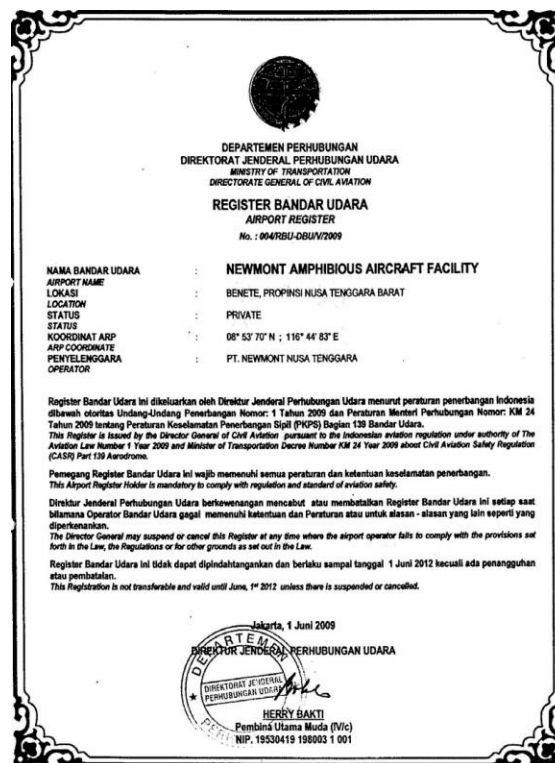 DEPARTEMEN PERHUBUNGAN
DIREKTORAT JENDERAL PERHUBUNGAN UDARA
MINISTRY OF TRANSPORTATION
DIRECTORATE GENERAL OF CIVIL AVIATION
REGISTER BANDAR UDARA
AIRPORT REGISTER
No. : 004/RBU-DBU/V/2009
NAMA BANDAR UDARA : NEWMONT AMPHIBIOUS AIRCRAFT FACILITY
AIRPORT NAME
LOKASI : BENETE, PROPINSI NUSA TENGGARA BARAT
LOCATION
STATUS : PRIVATE
STATUS
KOORDINAT ARP : 08° 53' 70" N ; 116° 44' 83" E
ARP COORDINATE
PENYELENGGARA : PT. NEWMONT NUSA TENGGARA
OPERATOR
Register Bandar Udara ini dikeluarkan oleh Direktur Jenderal Perhubungan Udara menurut peraturan penerbangan Indonesia
dibawah otoritas Undang-Undang Penerbangan Nomor: 1 Tahun 2009 dan Peraturan Menteri Perhubungan Nomor: KM 24
Tahun 2009 tentang Peraturan Keselamatan Penerbangan Sipil (PKPS) Bagian 139 Bandar Udara.
This Register is issued by the Director General of Civil Aviation pursuant to the Indonesian aviation regulation under authority of The
Aviation Law Number 1 Year 2009 and Minister of Transportation Decree Number KM 24 Year 2009 about Civil Aviation Safety Regulation
(CASR) Part 139 Aerodrome.
Pemegang Register Bandar Udara ini wajib memenuhi semua peraturan dan ketentuan keselamatan penerbangan.
This Airport Register Holder is mandatory to comply with regulation and standard of aviation safety.
Direktur Jenderal Perhubungan Udara berkewenangan mencabut atau membatalkan Register Bandar Udara ini setiap saat
bilamana Operator Bandar Udara gagal memenuhi ketentuan dan Peraturan atau untuk alasan - alasan yang lain seperti yang
diperkenankan.
The Director General may suspend or cancel this Register at any time where the airport operator fails to comply with the provisions set
forth in the Law, the Regulations or for other grounds as set out in the Law.
Register Bandar Udara ini tidak dapat dipindahtangankan dan berlaku sampai tanggal 1 Juni 2012 kecuali ada penangguhan
atau pembatalan.
This Registration is not transferable and valid until June, 1st 2012 unless there is suspended or cancelled.
Jakarta, 1 Juni 2009
DIREKTUR JENDERAL PERHUBUNGAN UDARA
DEPARTEMEN
DIREKTORAT JENDERAL
PERHUBUNGAN UDARA
HERRY BAKTI
Pembina Utama Muda (IV/c)
NIP. 19530419 198003 1 001